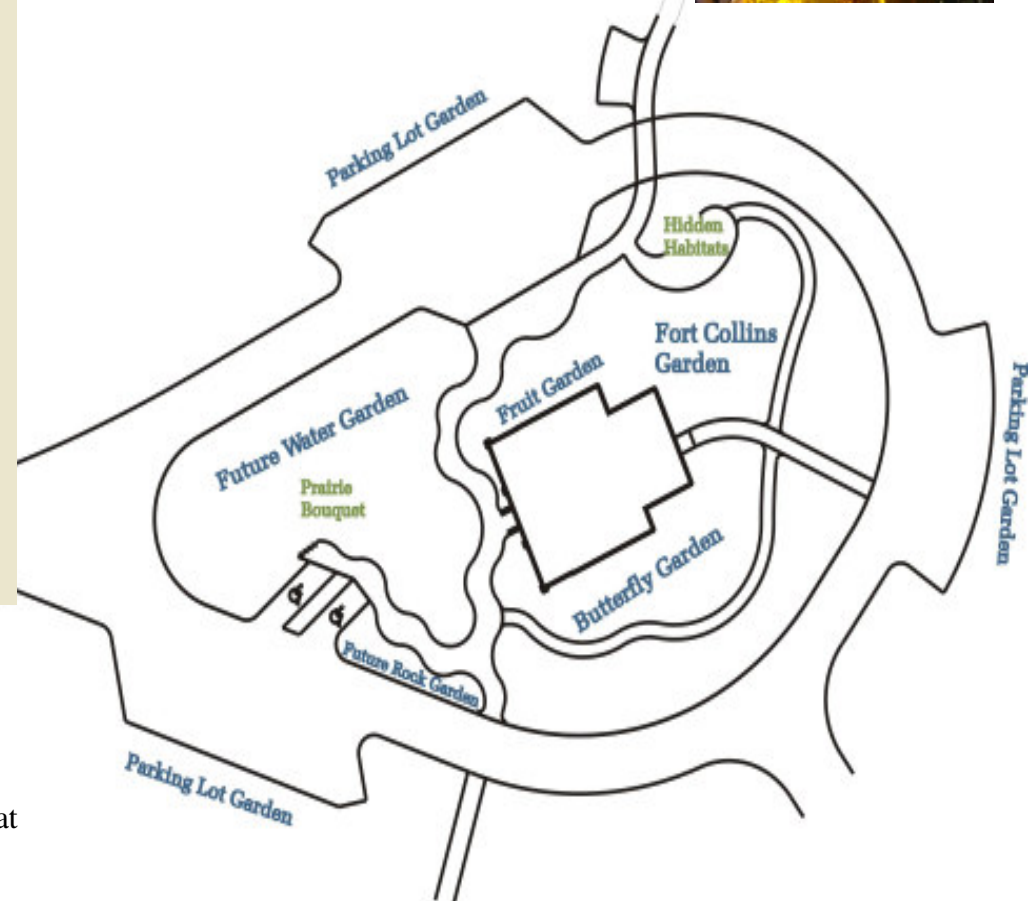 Parking Lot Garden
Hidden
Habitats
Fort Collins
Garden
Fruit Garden
Parking Lot Garden
Future Water Garden
Prairie
Bouquet
Butterfly Garden
Future Rock Garden
Parking Lot Garden
at